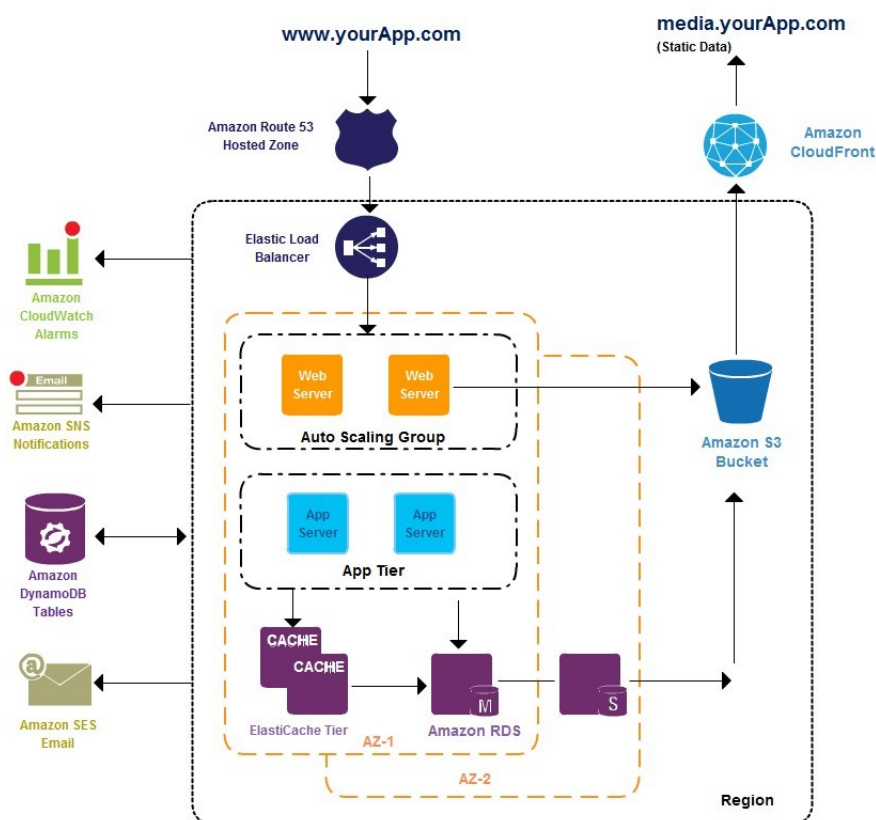 www.yourApp.com
media.yourApp.com
(Static Data)
Amazon Route 53
Hosted Zone
Amazon
CloudFront
Elastic Load
Balancer
Amazon
CloudWatch
Alarms
Web
Server
Web
Server
Auto Scaling Group
Email
Amazon SNS
Notifications
Amazon S3
Bucket
App
Server
App
Server
App Tier
Amazon
DynamoDB
Tables
CACHE
CACHE
ElastiCache Tier
M
Amazon RDS
S
@
Amazon SES
Email
AZ-1
AZ-2
Region